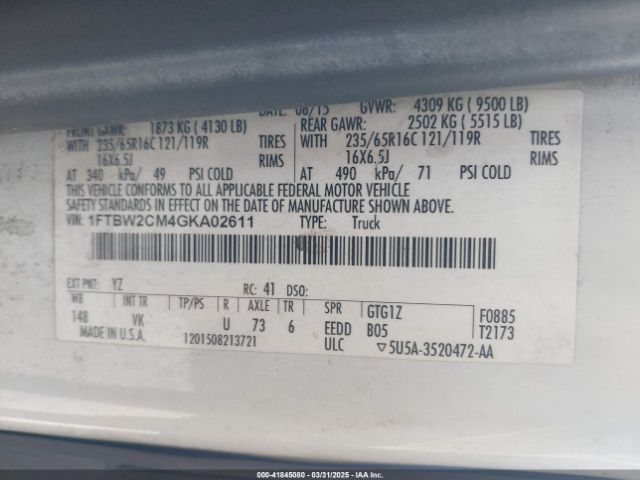 DATE: 08/15 GVWR: 4309 KG ( 9500 LB)
FRONT GAWR: 1873 KG ( 4130 LB) REAR GAWR: 2502 KG ( 5515 LB)
WITH 235/65R16C 121/119R TIRES WITH 235/65R16C 121/119R TIRES
16X6.5J RIMS 16X6.5J RIMS
AT 340 kPa/ 49 PSI COLD AT 490 kPa/ 71 PSI COLD
THIS VEHICLE CONFORMS TO ALL APPLICABLE FEDERAL MOTOR VEHICLE
SAFETY STANDARDS IN EFFECT ON THE DATE OF MANUFACTURE SHOWN ABOVE.
VIN: 1FTBW2CM4GKA02611 TYPE: Truck
EXT PNT: YZ RC: 41 DSO:
WB INT TR TP/PS R AXLE TR SPR GTG1Z F0885
148 VK U 73 6 EEDD B05 T2173
MADE IN U.S.A. 1201508213721 ULC ▽5U5A-3520472-AA
000-41845080 - 03/31/2025 - IAA Inc.